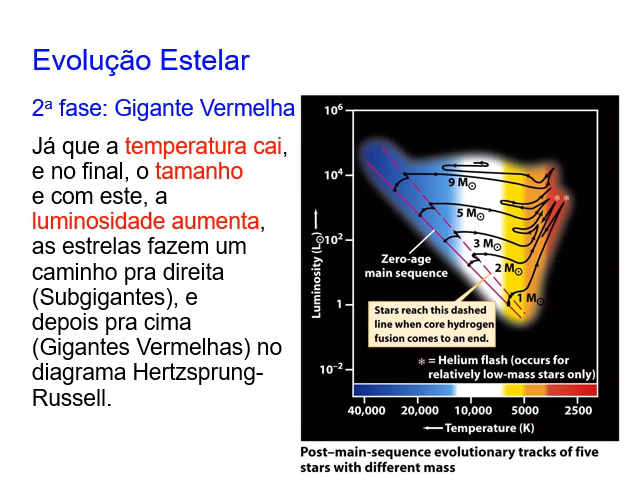 Evolução Estelar
2ª fase: Gigante Vermelha
Já que a temperatura cai,
e no final, o tamanho
e com este, a
luminosidade aumenta,
as estrelas fazem um
caminho pra direita
(Subgigantes), e
depois pra cima
(Gigantes Vermelhas) no
diagrama Hertzsprung-
Russell.
Luminosity (L⊙) →
10⁶
10⁴
10²
1
10⁻²
9 M⊙
5 M⊙
3 M⊙
2 M⊙
1 M⊙
Zero-age
main sequence
Stars reach this dashed
line when core hydrogen
fusion comes to an end.
* *
* = Helium flash (occurs for
relatively low-mass stars only)
40,000 20,000 10,000 5000 2500
← Temperature (K)
Post–main-sequence evolutionary tracks of five
stars with different mass